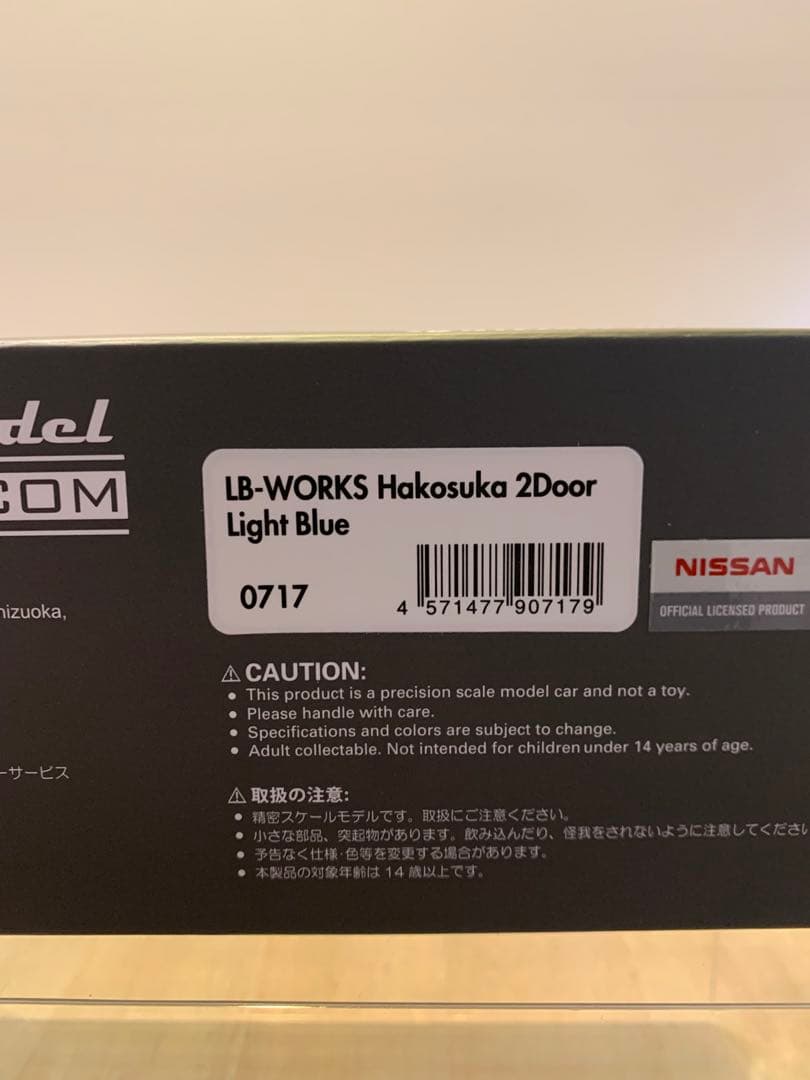 del
COM
hizuoka,
ーサービス
LB-WORKS Hakosuka 2Door
Light Blue
0717
4 571477 907179
NISSAN
OFFICIAL LICENSED PRODUCT
⚠ CAUTION:
● This product is a precision scale model car and not a toy.
● Please handle with care.
● Specifications and colors are subject to change.
● Adult collectable. Not intended for children under 14 years of age.
⚠ 取扱の注意:
● 精密スケールモデルです。取扱にご注意ください。
● 小さな部品、突起物があります。飲み込んだり、怪我をされないように注意してください
● 予告なく仕様・色等を変更する場合があります。
● 本製品の対象年齢は 14 歳以上です。